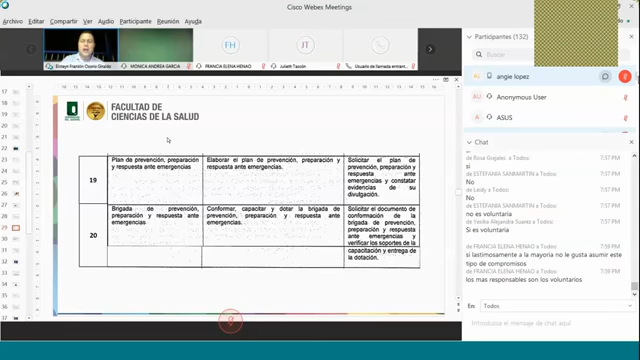 Cisco Webex Meetings
Archivo Editar Compartir Ver Audio Participante Reunión Ayuda
Participantes (132)
Buscar
angie lopez
AU Anonymous User
A ASUS
Chat
de Rosa Grajales a Todos: 7:57 PM
si
de ESTEFANIA SANMARTIN a Todos: 7:57 PM
No
de Leidy a Todos: 7:57 PM
No
de ESTEFANIA SANMARTIN a Todos: 7:57 PM
no es voluntaria
de Yesika Alejandra Suarez a Todos: 7:57 PM
Si es voluntaria
de FRANCIA ELENA HENAO a Todos: 7:59 PM
si lastimosamente a la mayoria no le gusta asumir este tipo de compromisos
de FRANCIA ELENA HENAO a Todos: 7:59 PM
los mas responsables son los voluntarios
En: Todos
Introduzca el mensaje de chat aquí
FH
JT
MONICA ANDREA GARCIA
FRANCIA ELENA HENAO
Juliett Tascón
Usuario de llamada entrant...
FACULTAD DE
CIENCIAS DE LA SALUD
19
Plan de prevención, preparación
y respuesta ante emergencias
Elaborar el plan de prevención, preparación y
respuesta ante emergencias.
Solicitar el plan de
prevención, preparación y
respuesta ante
emergencias y constatar
evidencias de su
divulgación.
20
Brigada de prevención,
preparación y respuesta ante
emergencias
Conformar, capacitar y dotar la brigada de
prevención, preparación y respuesta ante
emergencias.
Solicitar el documento de
conformación de la
brigada de prevención,
preparación y respuesta
ante emergencias y
verificar los soportes de la
capacitación y entrega de
la dotación.